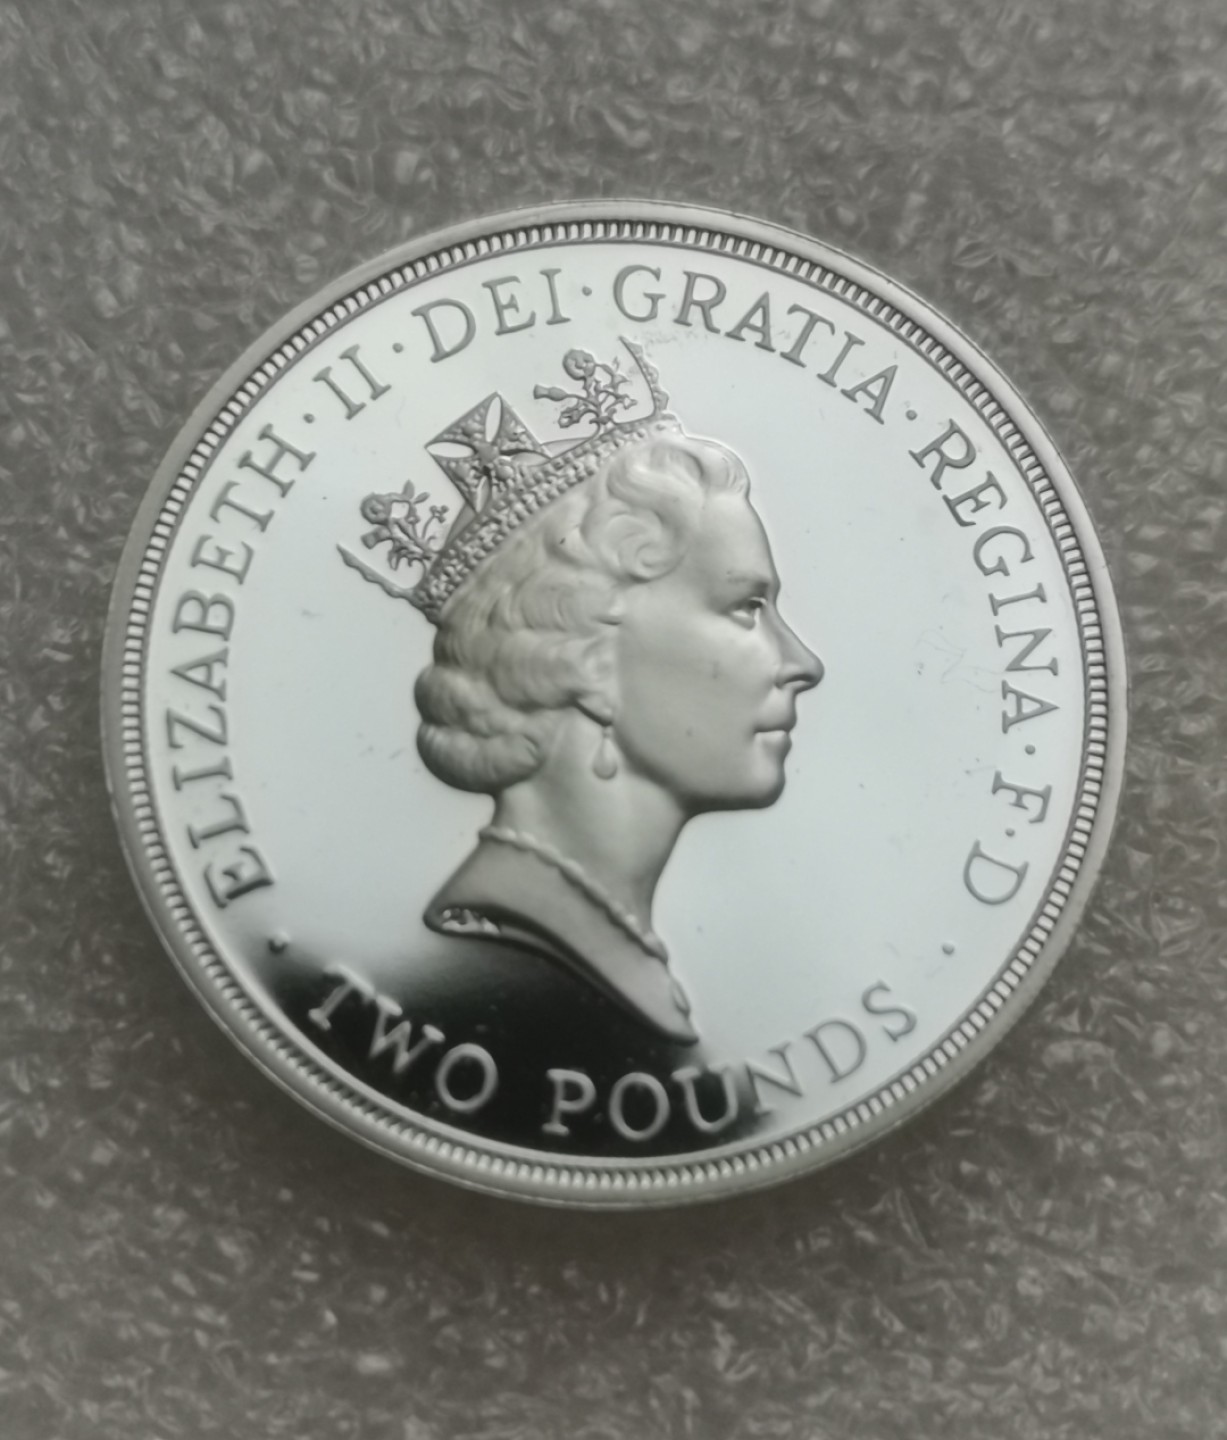 ELIZABETH · II · DEI · GRATIA · REGINA · F · D
· TWO POUNDS ·